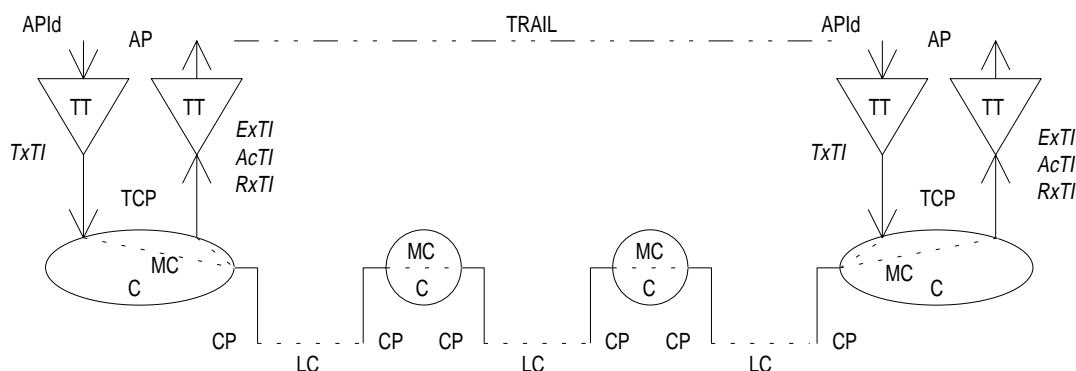 APId AP TRAIL APId AP
TT TT TT TT
TxTI ExTI TxTI ExTI
AcTI AcTI
RxTI RxTI
TCP TCP
MC MC MC MC
C C C C
CP CP CP CP CP CP
LC LC LC